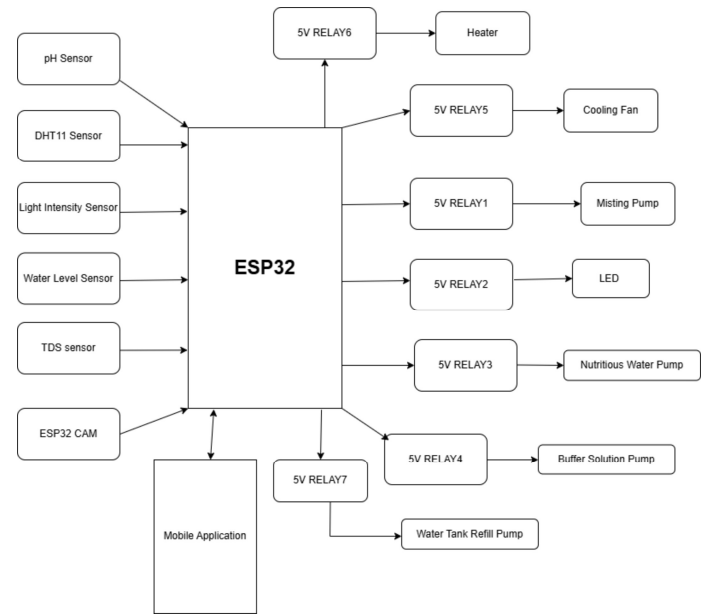 5V RELAY6
Heater
pH Sensor
5V RELAY5
Cooling Fan
DHT11 Sensor
Light Intensity Sensor
5V RELAY1
Misting Pump
ESP32
Water Level Sensor
5V RELAY2
LED
TDS sensor
5V RELAY3
Nutritious Water Pump
ESP32 CAM
5V RELAY4
Buffer Solution Pump
5V RELAY7
Mobile Application
Water Tank Refill Pump